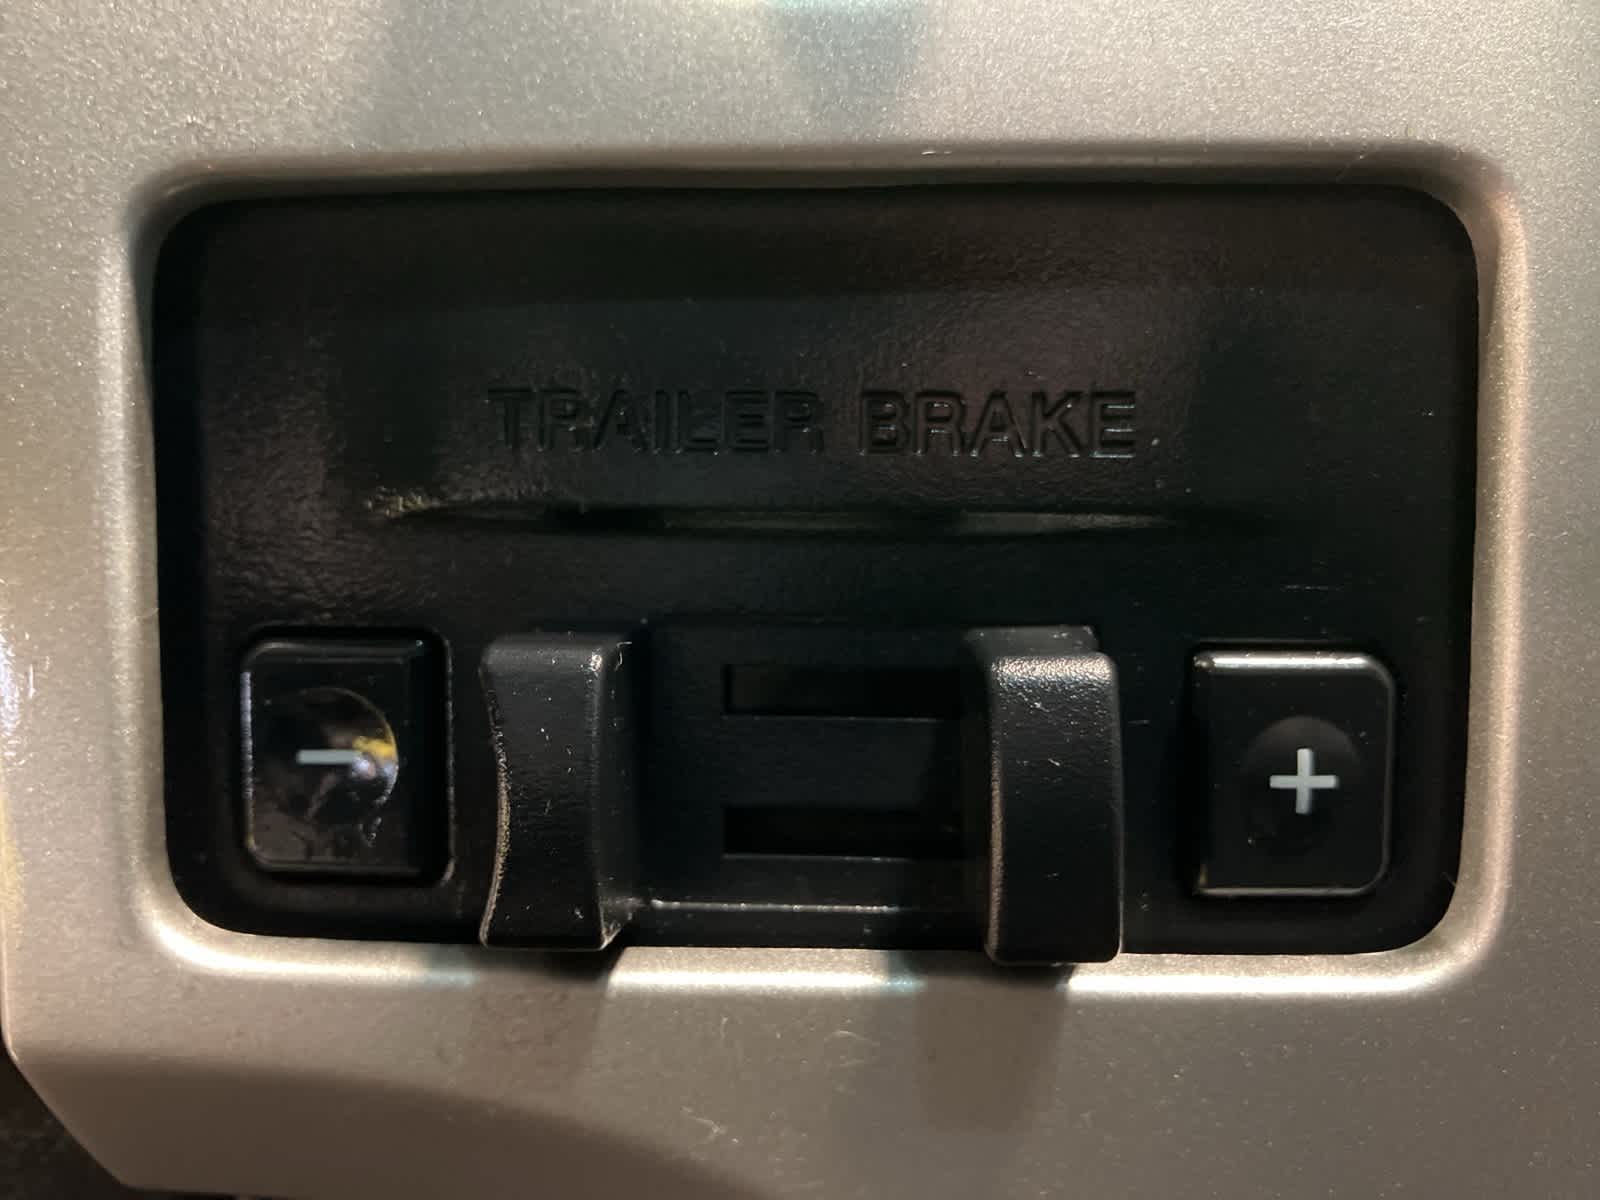 TRAILER BRAKE
- +